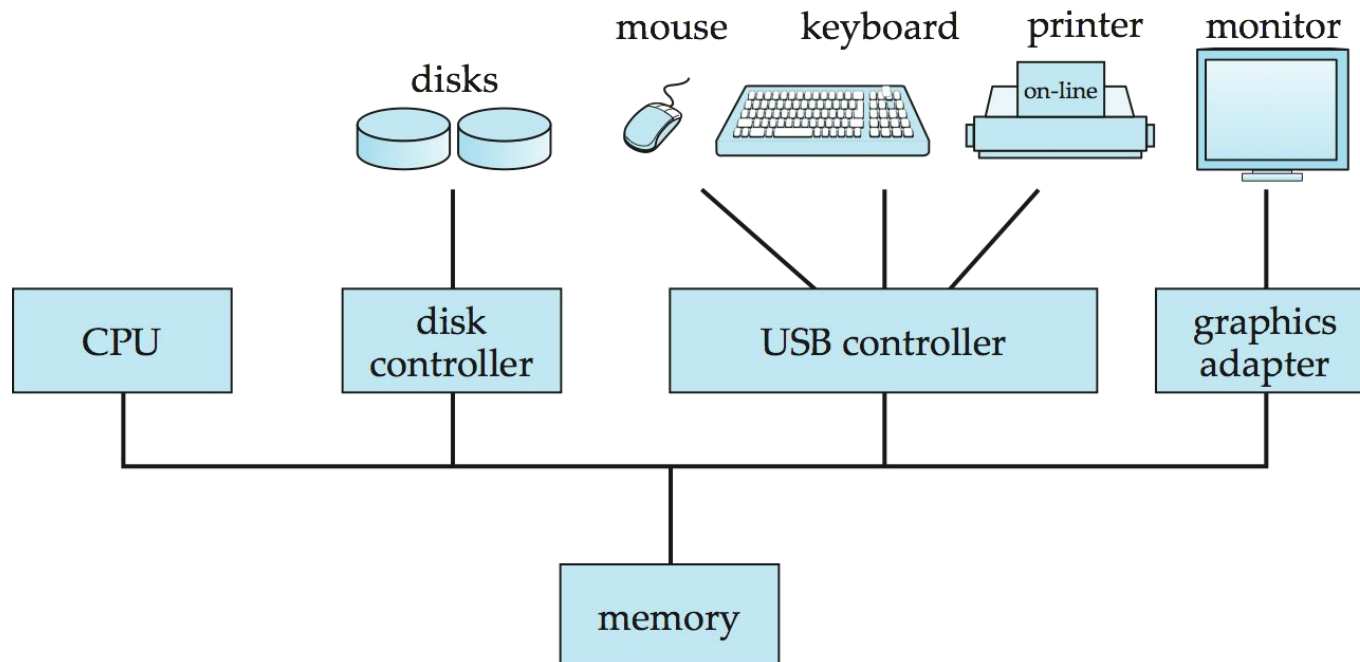 mouse
keyboard
printer
monitor
disks
on-line
CPU
disk
controller
USB controller
graphics
adapter
memory